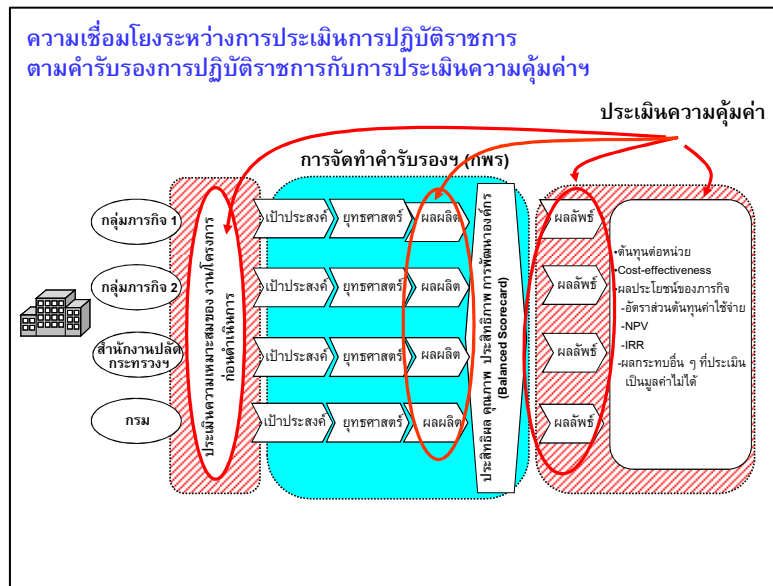 ความเชื่อมโยงระหว่างการประเมินการปฏิบัติราชการ
ตามคำรับรองการปฏิบัติราชการกับการประเมินความคุ้มค่าฯ
ประเมินความคุ้มค่า
การจัดทำคำรับรองฯ (กพร)
กลุ่มภารกิจ 1
กลุ่มภารกิจ 2
สำนักงานปลัด
กระทรวงฯ
กรม
ประเมินความเหมาะสมของ งาน/โครงการ
ก่อนดำเนินการ
เป้าประสงค์
ยุทธศาสตร์
ผลผลิต
เป้าประสงค์
ยุทธศาสตร์
ผลผลิต
เป้าประสงค์
ยุทธศาสตร์
ผลผลิต
เป้าประสงค์
ยุทธศาสตร์
ผลผลิต
ประสิทธิผล คุณภาพ ประสิทธิภาพ การพัฒนาองค์กร
(Balanced Scorecard)
ผลลัพธ์
ผลลัพธ์
ผลลัพธ์
ผลลัพธ์
•ต้นทุนต่อหน่วย
•Cost-effectiveness
•ผลประโยชน์ของภารกิจ
-อัตราส่วนต้นทุนค่าใช้จ่าย
-NPV
-IRR
-ผลกระทบอื่น ๆ ที่ประเมิน
เป็นมูลค่าไม่ได้